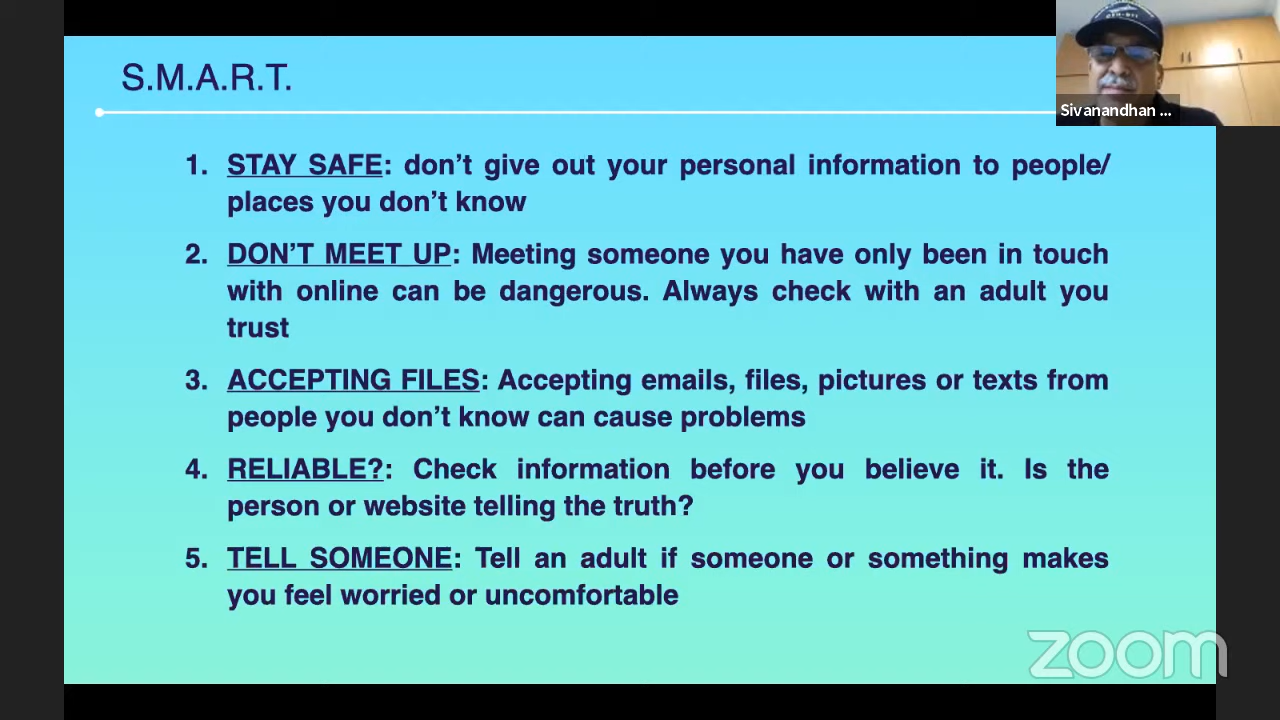 S.M.A.R.T.
Sivanandhan ...
1. STAY SAFE: don't give out your personal information to people/
places you don't know
2. DON'T MEET UP: Meeting someone you have only been in touch
with online can be dangerous. Always check with an adult you
trust
3. ACCEPTING FILES: Accepting emails, files, pictures or texts from
people you don't know can cause problems
4. RELIABLE?: Check information before you believe it. Is the
person or website telling the truth?
5. TELL SOMEONE: Tell an adult if someone or something makes
you feel worried or uncomfortable
zoom